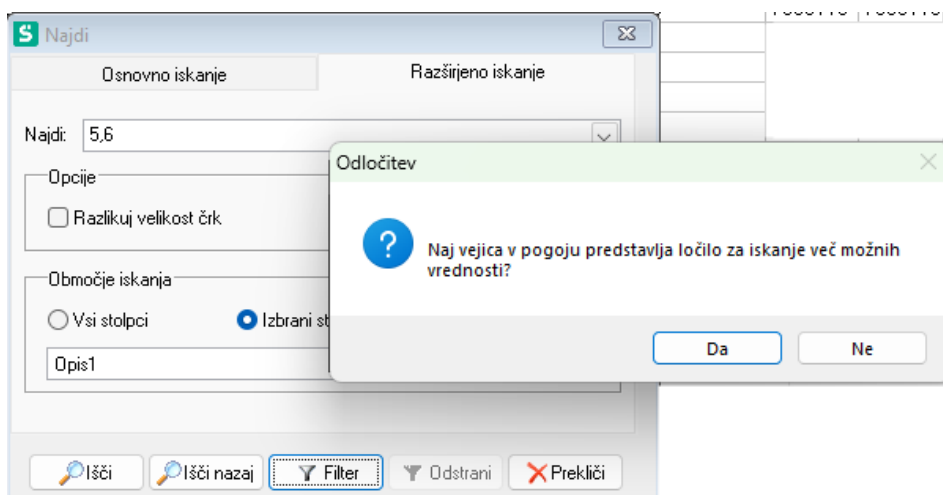 Najdi
Osnovno iskanje
Razširjeno iskanje
Najdi: 5,6
Opcije
Razlikuj velikost črk
Območje iskanja
Vsi stolpci
Izbrani st
Opis1
Išči
Išči nazaj
Filter
Odstrani
Prekliči
Odločitev
Naj vejica v pogoju predstavlja ločilo za iskanje več možnih
vrednosti?
Da
Ne